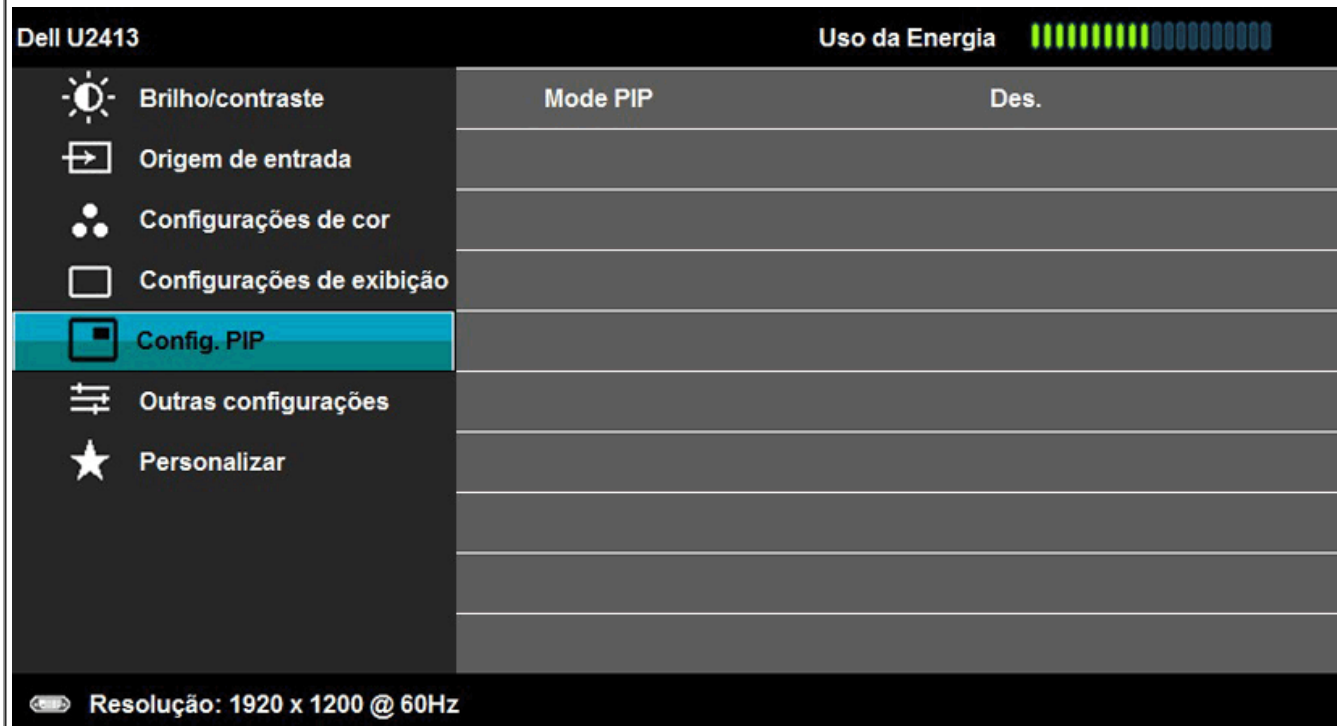 Dell U2413 Uso da Energia
Brilho/contraste Mode PIP Des.
Origem de entrada
Configurações de cor
Configurações de exibição
Config. PIP
Outras configurações
Personalizar
Resolução: 1920 x 1200 @ 60Hz